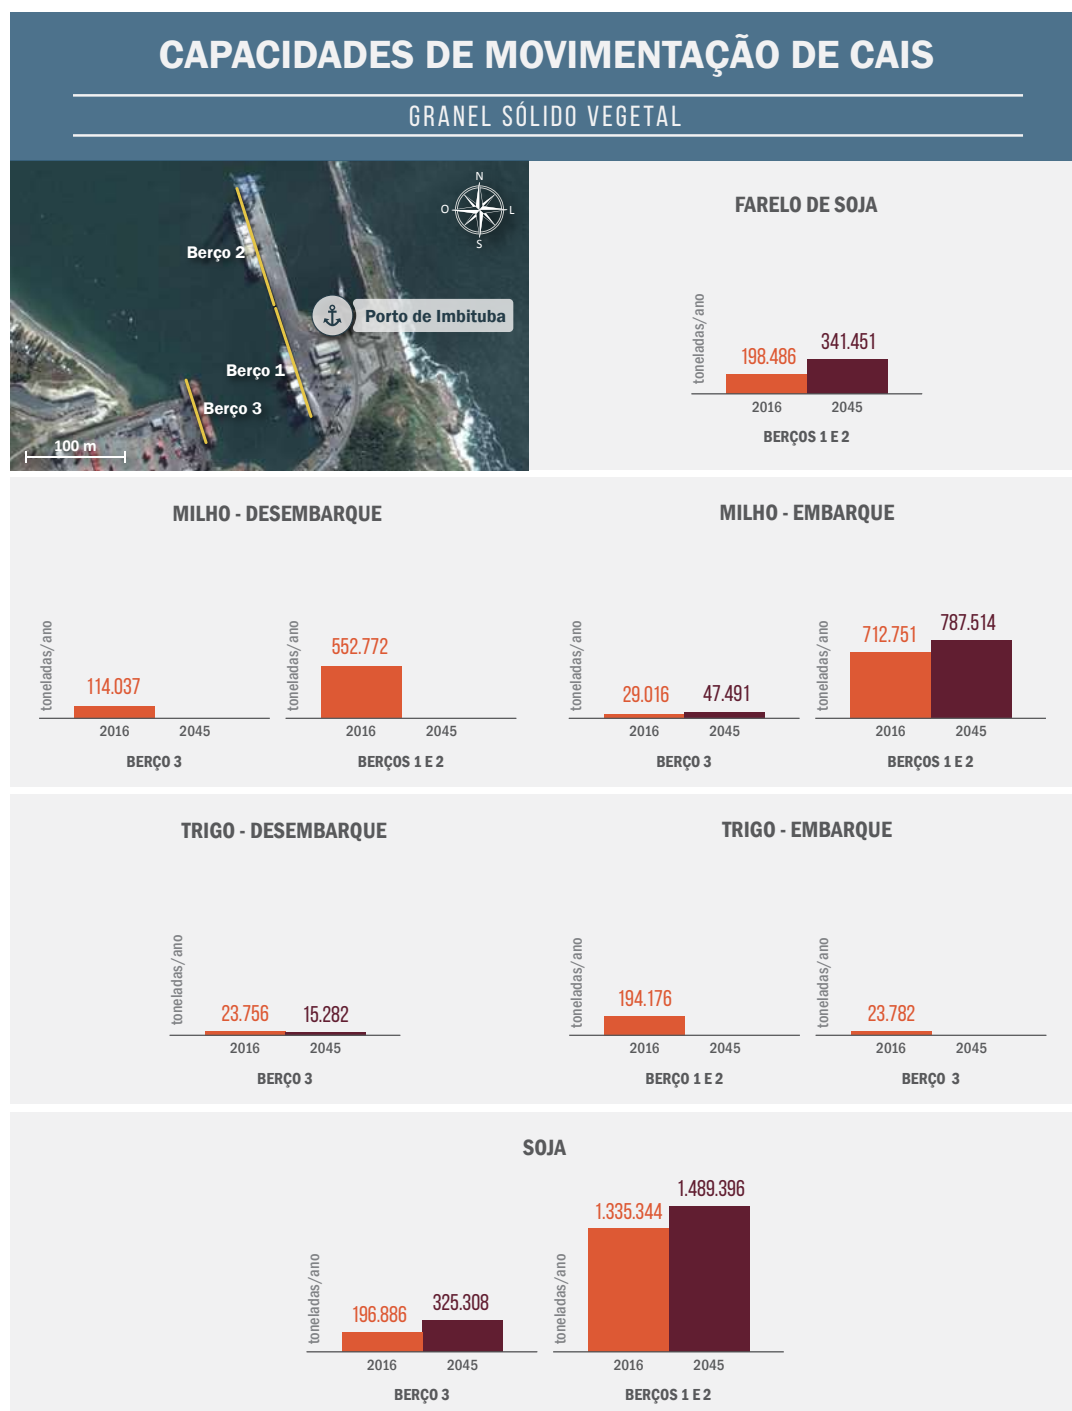 CAPACIDADES DE MOVIMENTAÇÃO DE CAIS
GRANEL SÓLIDO VEGETAL
N
O
L
S
Berço 2
Porto de Imbituba
Berço 1
Berço 3
100 m
FARELO DE SOJA
toneladas/ano
198.486
341.451
2016
2045
BERÇOS 1 E 2
MILHO - DESEMBARQUE
toneladas/ano
114.037
2016
2045
BERÇO 3
toneladas/ano
552.772
2016
2045
BERÇOS 1 E 2
MILHO - EMBARQUE
toneladas/ano
29.016
47.491
2016
2045
BERÇO 3
toneladas/ano
712.751
787.514
2016
2045
BERÇOS 1 E 2
TRIGO - DESEMBARQUE
toneladas/ano
23.756
15.282
2016
2045
BERÇO 3
TRIGO - EMBARQUE
toneladas/ano
194.176
2016
2045
BERÇO 1 E 2
toneladas/ano
23.782
2016
2045
BERÇO 3
SOJA
toneladas/ano
196.886
325.308
2016
2045
BERÇO 3
toneladas/ano
1.335.344
1.489.396
2016
2045
BERÇOS 1 E 2